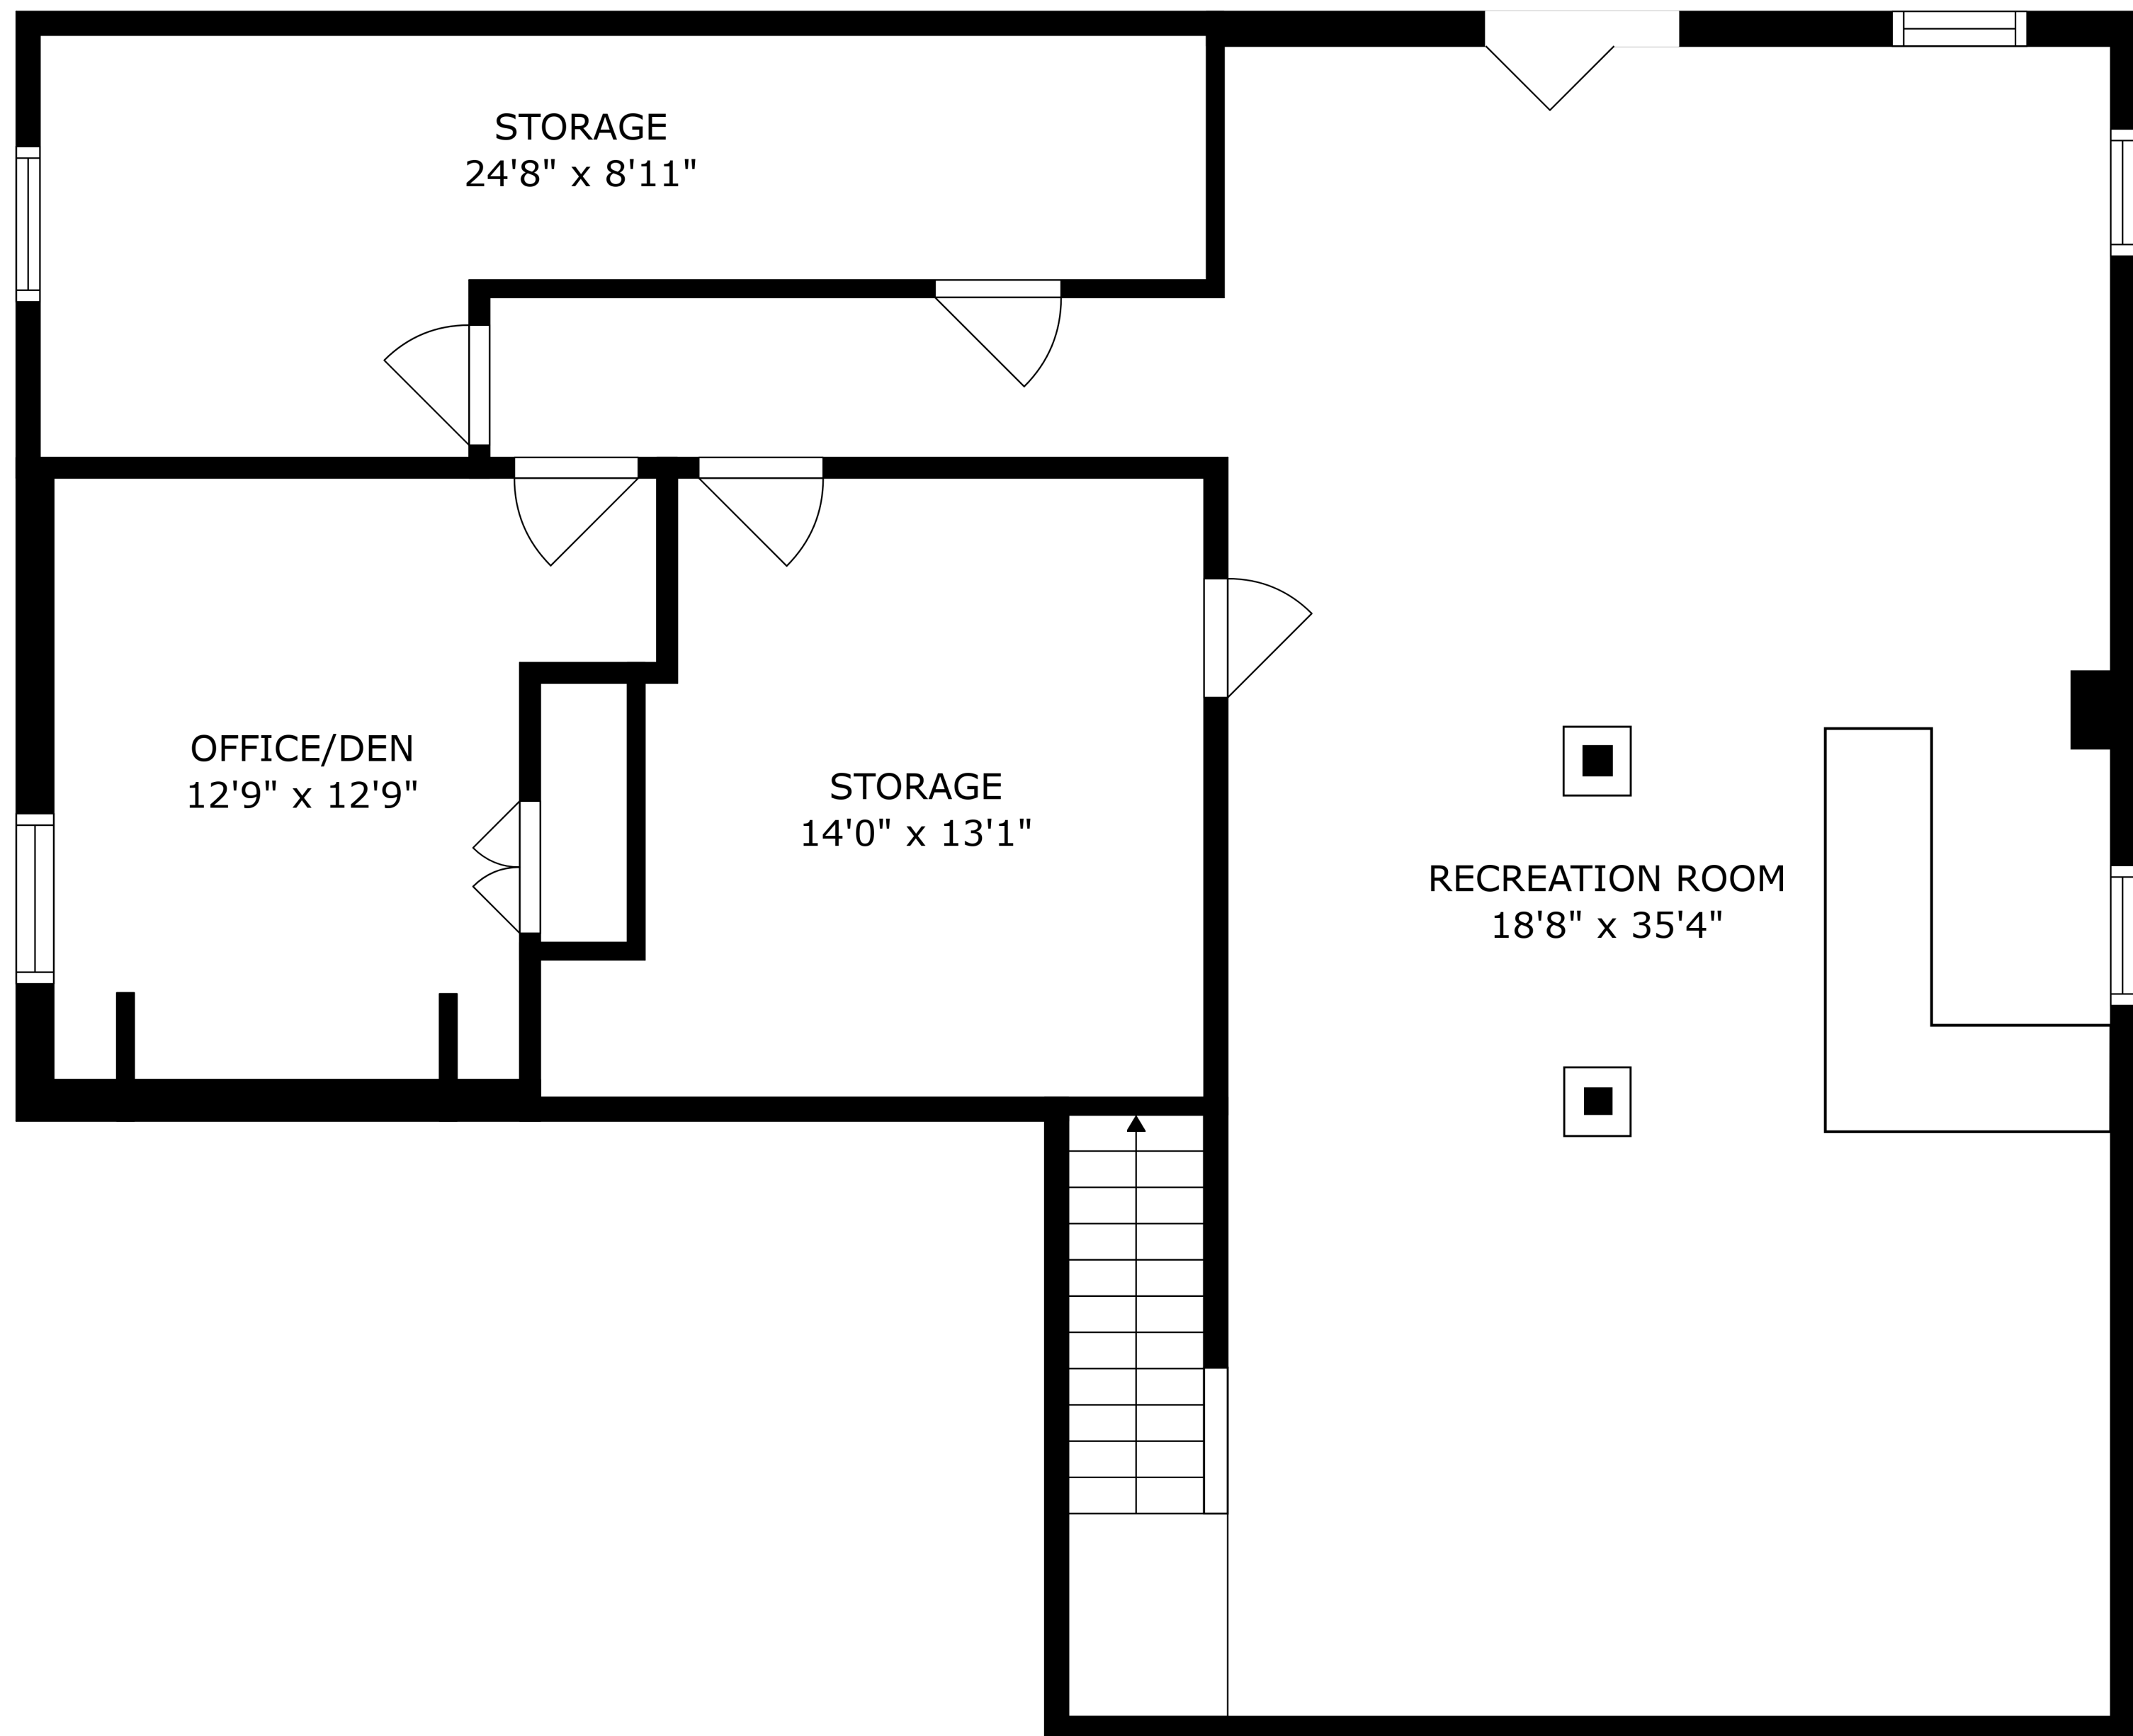 STORAGE
24'8" x 8'11"
OFFICE/DEN
12'9" x 12'9"
STORAGE
14'0" x 13'1"
RECREATION ROOM
18'8" x 35'4"